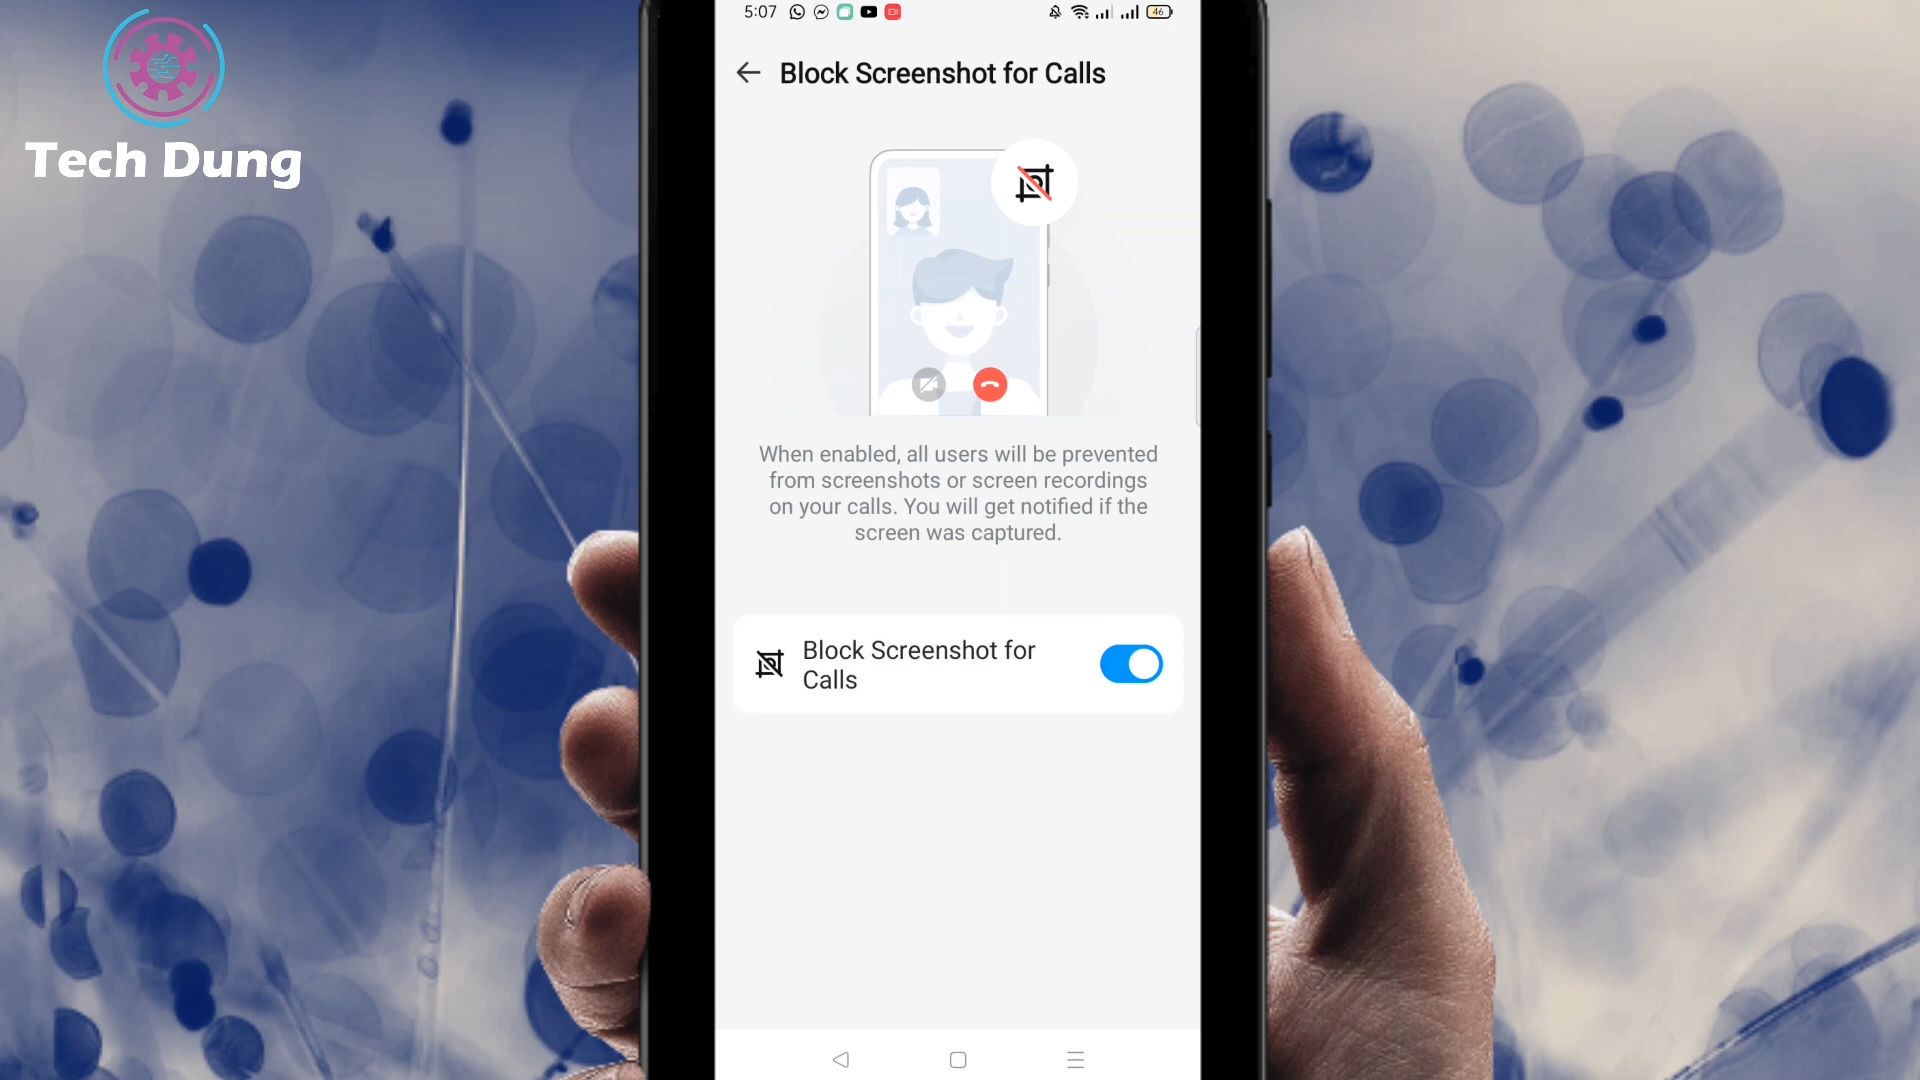 Tech Dung
5:07
46
Block Screenshot for Calls
When enabled, all users will be prevented
from screenshots or screen recordings
on your calls. You will get notified if the
screen was captured.
Block Screenshot for
Calls